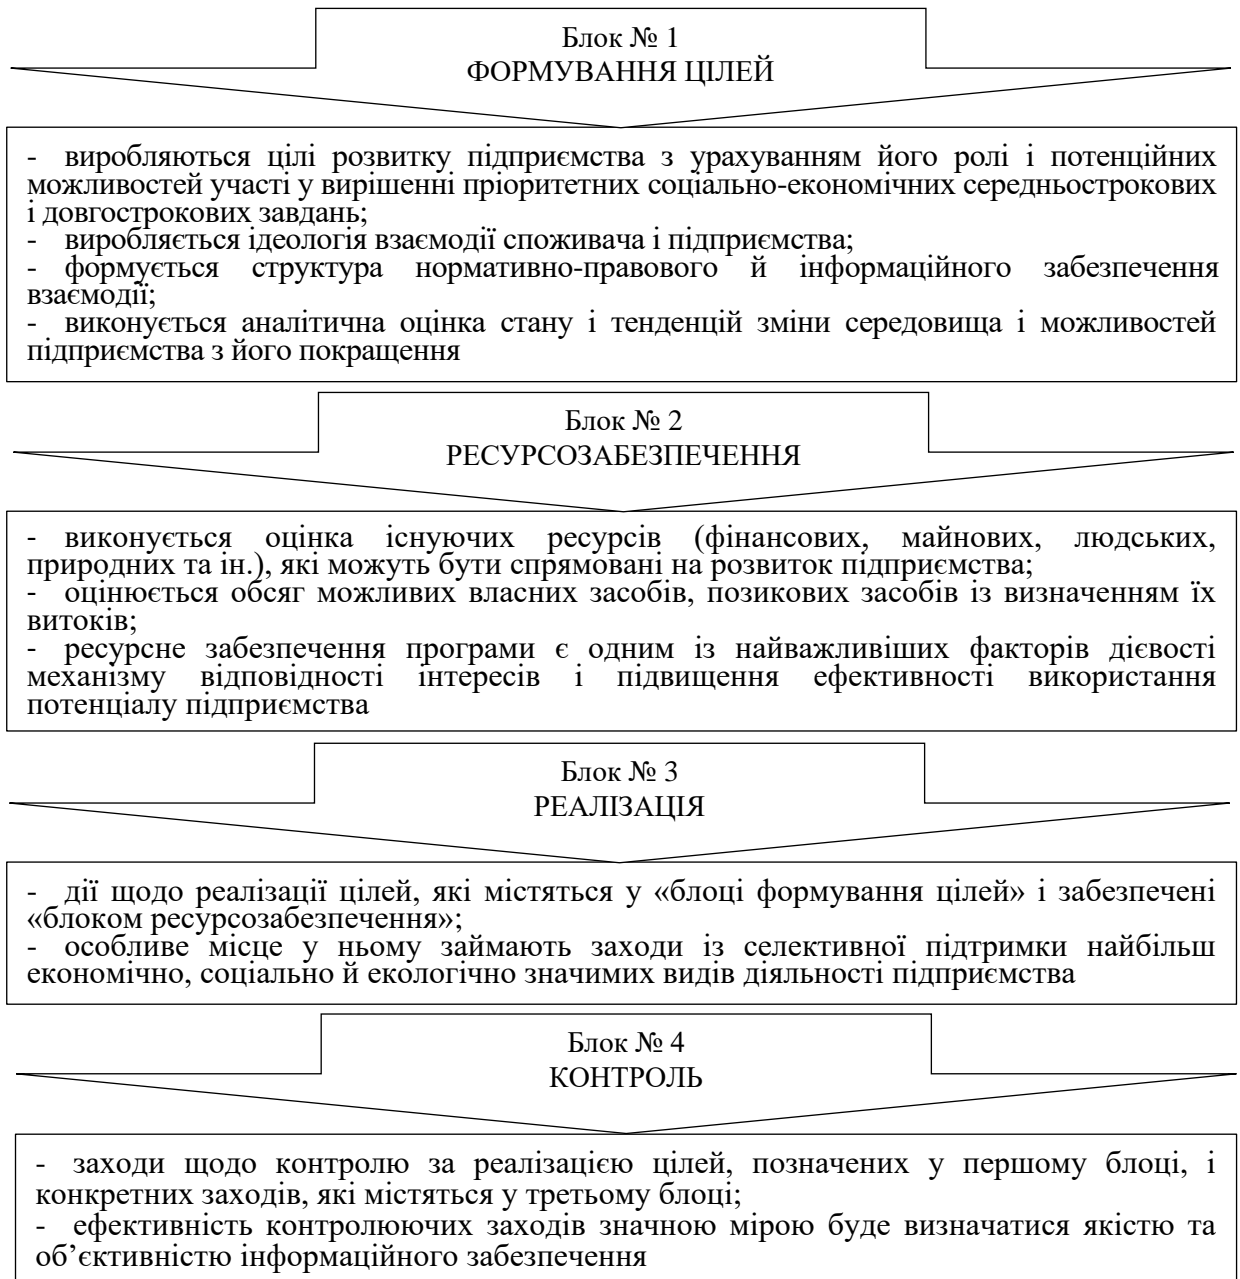 Блок № 1
ФОРМУВАННЯ ЦІЛЕЙ
- виробляються цілі розвитку підприємства з урахуванням його ролі і потенційних
можливостей участі у вирішенні пріоритетних соціально-економічних середньострокових
і довгострокових завдань;
- виробляється ідеологія взаємодії споживача і підприємства;
- формується структура нормативно-правового й інформаційного забезпечення
взаємодії;
- виконується аналітична оцінка стану і тенденцій зміни середовища і можливостей
підприємства з його покращення
Блок № 2
РЕСУРСОЗАБЕЗПЕЧЕННЯ
- виконується оцінка існуючих ресурсів (фінансових, майнових, людських,
природних та ін.), які можуть бути спрямовані на розвиток підприємства;
- оцінюється обсяг можливих власних засобів, позикових засобів із визначенням їх
витоків;
- ресурсне забезпечення програми є одним із найважливіших факторів дієвості
механізму відповідності інтересів і підвищення ефективності використання
потенціалу підприємства
Блок № 3
РЕАЛІЗАЦІЯ
- дії щодо реалізації цілей, які містяться у «блоці формування цілей» і забезпечені
«блоком ресурсозабезпечення»;
- особливе місце у ньому займають заходи із селективної підтримки найбільш
економічно, соціально й екологічно значимих видів діяльності підприємства
Блок № 4
КОНТРОЛЬ
- заходи щодо контролю за реалізацією цілей, позначених у першому блоці, і
конкретних заходів, які містяться у третьому блоці;
- ефективність контролюючих заходів значною мірою буде визначатися якістю та
об’єктивністю інформаційного забезпечення